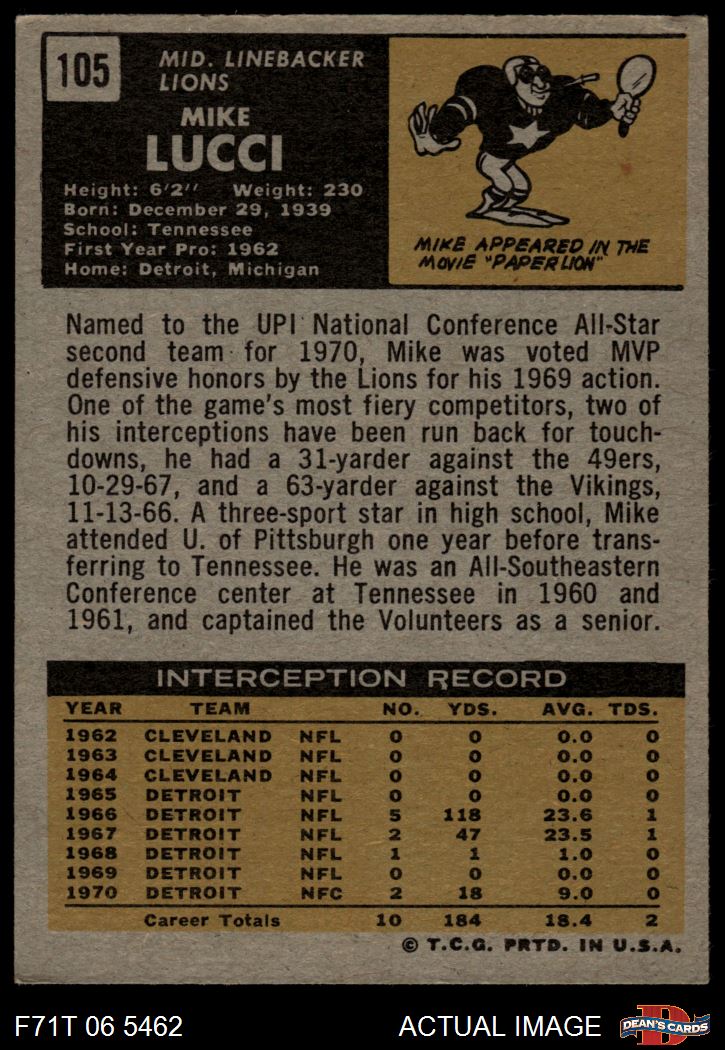 105
MID. LINEBACKER
LIONS
MIKE
LUCCI
Height: 6'2'' Weight: 230
Born: December 29, 1939
School: Tennessee
First Year Pro: 1962
Home: Detroit, Michigan
MIKE APPEARED IN THE
MOVIE "PAPER LION"
Named to the UPI National Conference All-Star
second team for 1970, Mike was voted MVP
defensive honors by the Lions for his 1969 action.
One of the game's most fiery competitors, two of
his interceptions have been run back for touch-
downs, he had a 31-yarder against the 49ers,
10-29-67, and a 63-yarder against the Vikings,
11-13-66. A three-sport star in high school, Mike
attended U. of Pittsburgh one year before trans-
ferring to Tennessee. He was an All-Southeastern
Conference center at Tennessee in 1960 and
1961, and captained the Volunteers as a senior.
INTERCEPTION RECORD
YEAR TEAM NO. YDS. AVG. TDS.
1962 CLEVELAND NFL 0 0 0.0 0
1963 CLEVELAND NFL 0 0 0.0 0
1964 CLEVELAND NFL 0 0 0.0 0
1965 DETROIT NFL 0 0 0.0 0
1966 DETROIT NFL 5 118 23.6 1
1967 DETROIT NFL 2 47 23.5 1
1968 DETROIT NFL 1 1 1.0 0
1969 DETROIT NFL 0 0 0.0 0
1970 DETROIT NFC 2 18 9.0 0
Career Totals 10 184 18.4 2
© T.C.G. PRTD. IN U.S.A.
F71T 06 5462 ACTUAL IMAGE D DEAN'S CARDS